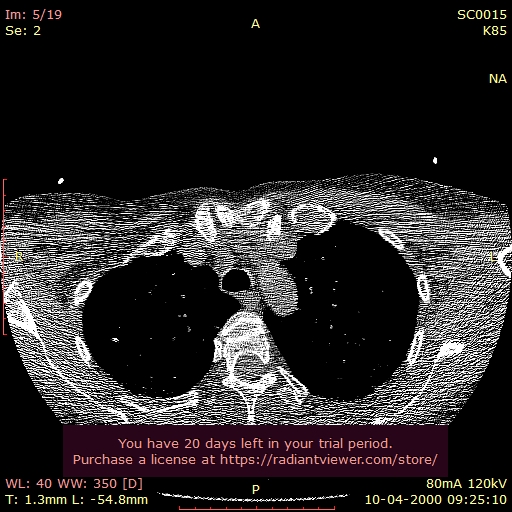 Im: 5/19
Se: 2
A
SC0015
K85
NA
R
You have 20 days left in your trial period.
Purchase a license at https://radiantviewer.com/store/
WL: 40 WW: 350 [D]
T: 1.3mm L: -54.8mm
P
80mA 120kV
10-04-2000 09:25:10